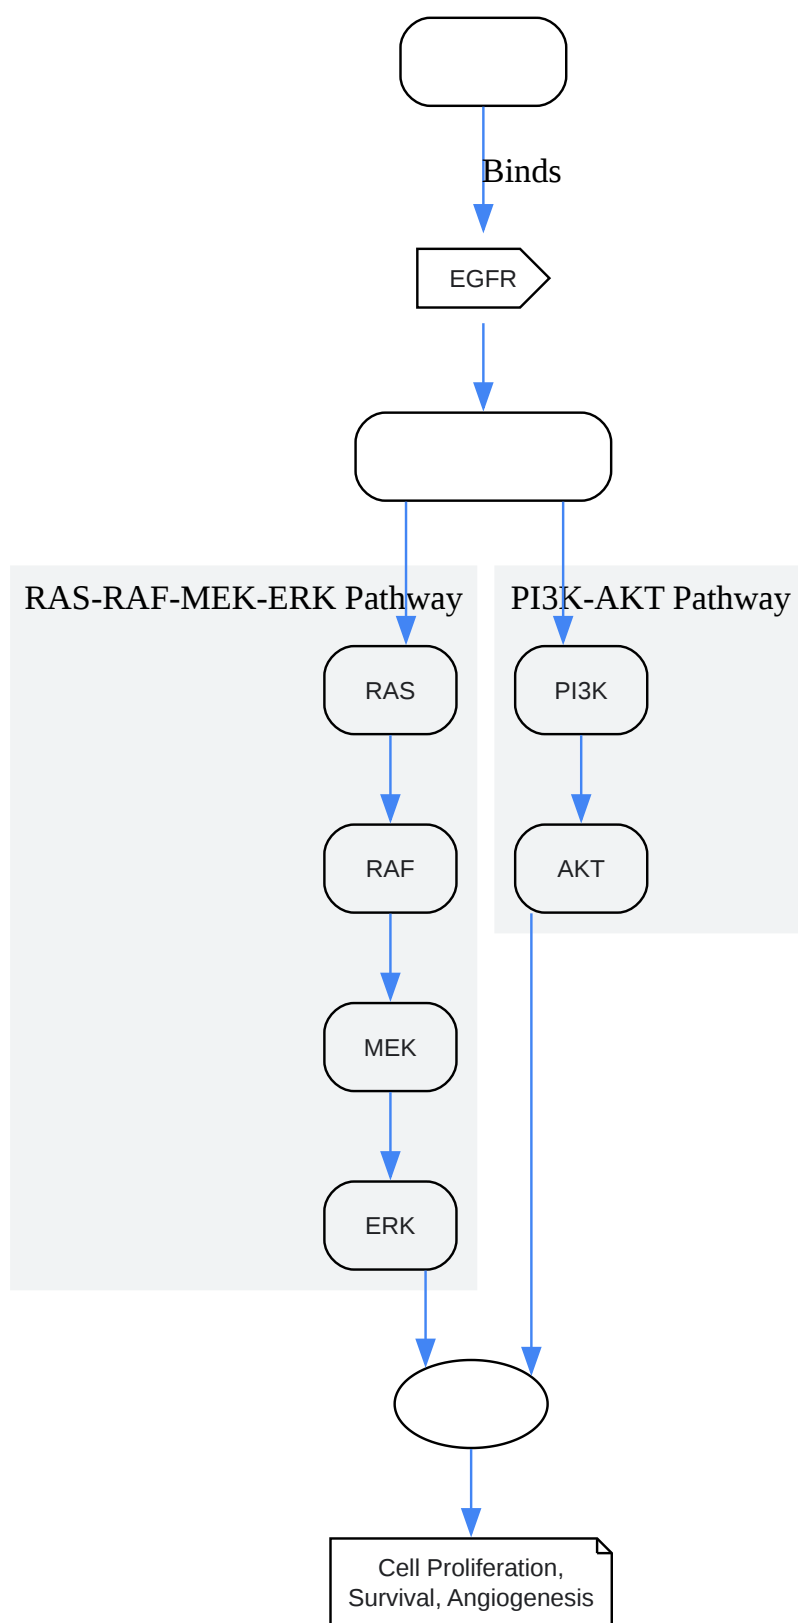 Binds
EGFR
RAS-RAF-MEK-ERK Pathway
PI3K-AKT Pathway
RAS
PI3K
RAF
AKT
MEK
ERK
Cell Proliferation,
Survival, Angiogenesis